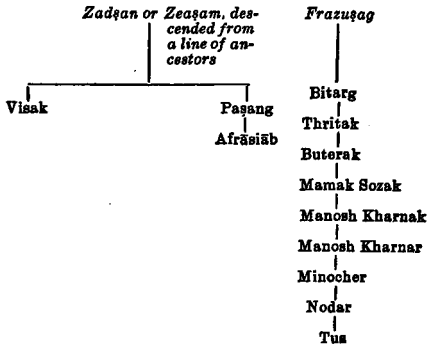 Zadṣan or Zeaṣam, des-
cended from
a line of an-
cestors
Visak
Paṣang
Afrāsiāb
Frazuṣag
Bitarg
Thritak
Buterak
Mamak Sozak
Manosh Kharnak
Manosh Kharnar
Minocher
Nodar
Tus